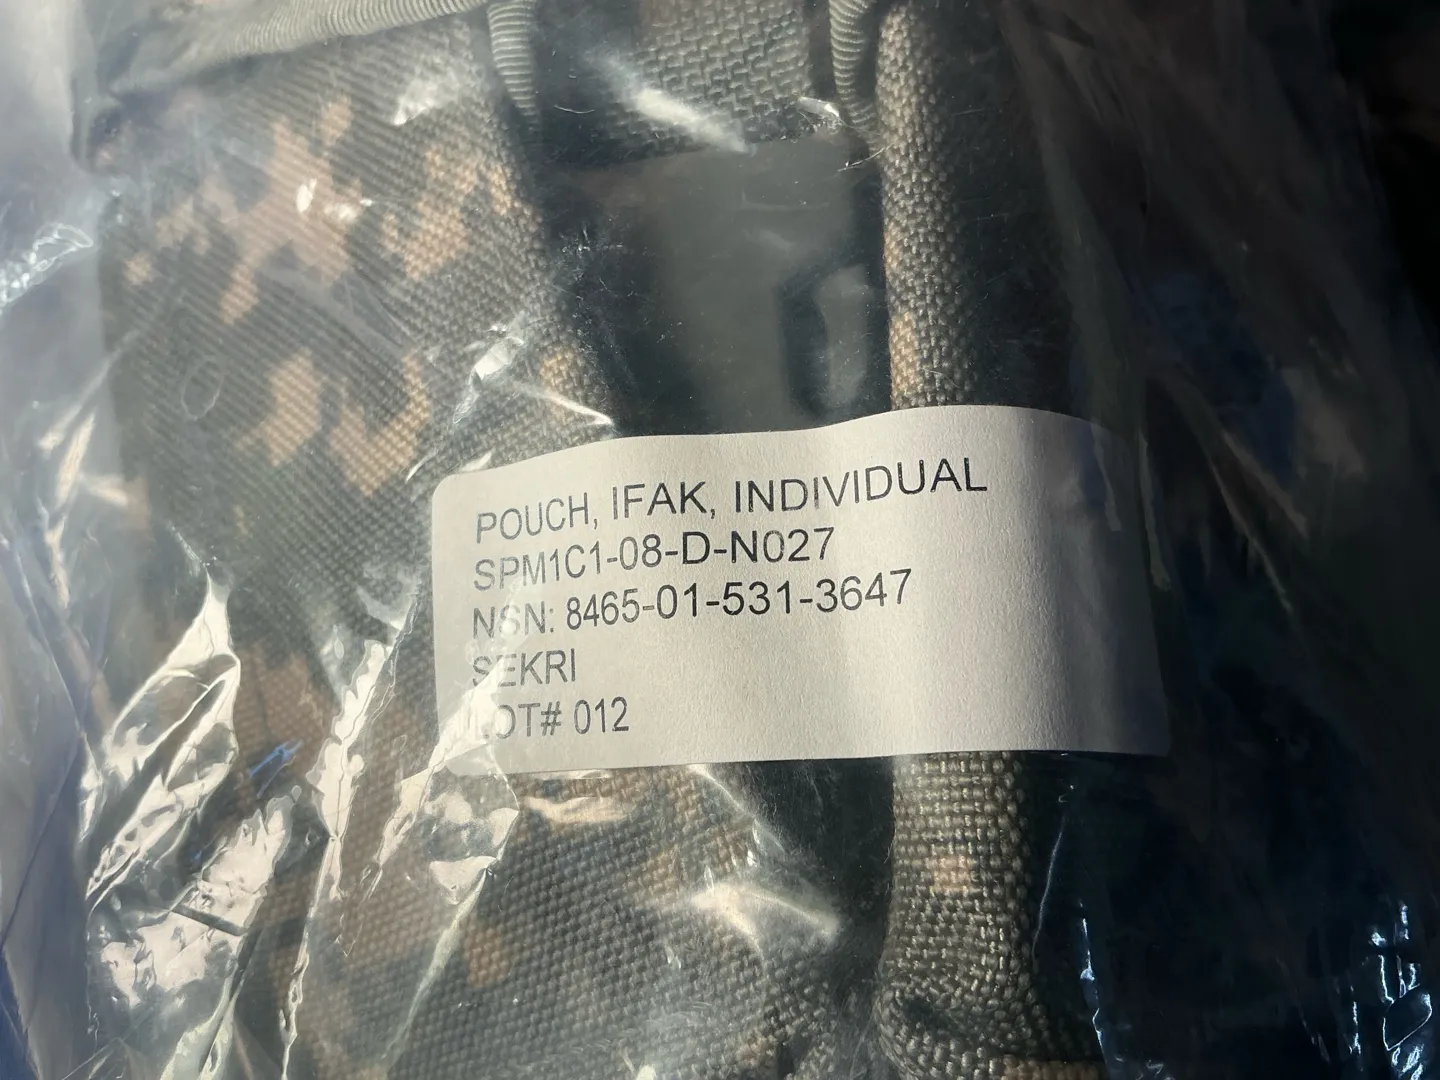 POUCH, IFAK, INDIVIDUAL
SPM1C1-08-D-N027
NSN: 8465-01-531-3647
SEKRI
LOT# 012